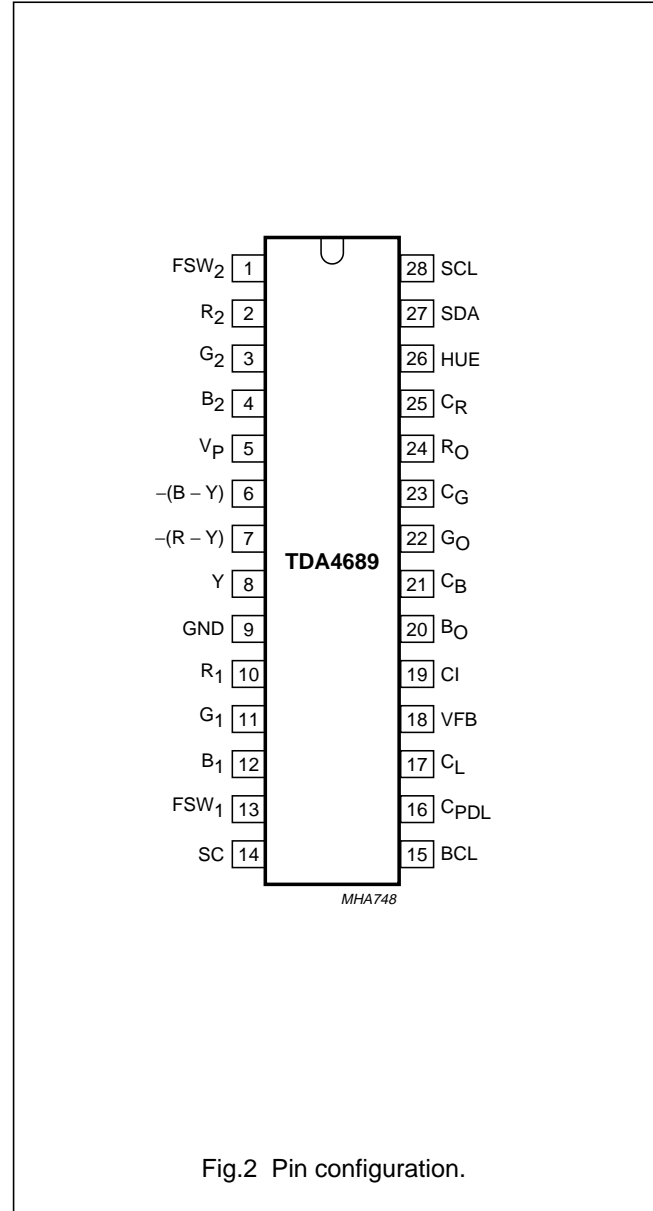 FSW2 1 28 SCL
R2 2 27 SDA
G2 3 26 HUE
B2 4 25 CR
VP 5 24 RO
−(B − Y) 6 23 CG
−(R − Y) 7 22 GO
TDA4689
Y 8 21 CB
GND 9 20 BO
R1 10 19 CI
G1 11 18 VFB
B1 12 17 CL
FSW1 13 16 CPDL
SC 14 15 BCL
MHA748
Fig.2 Pin configuration.